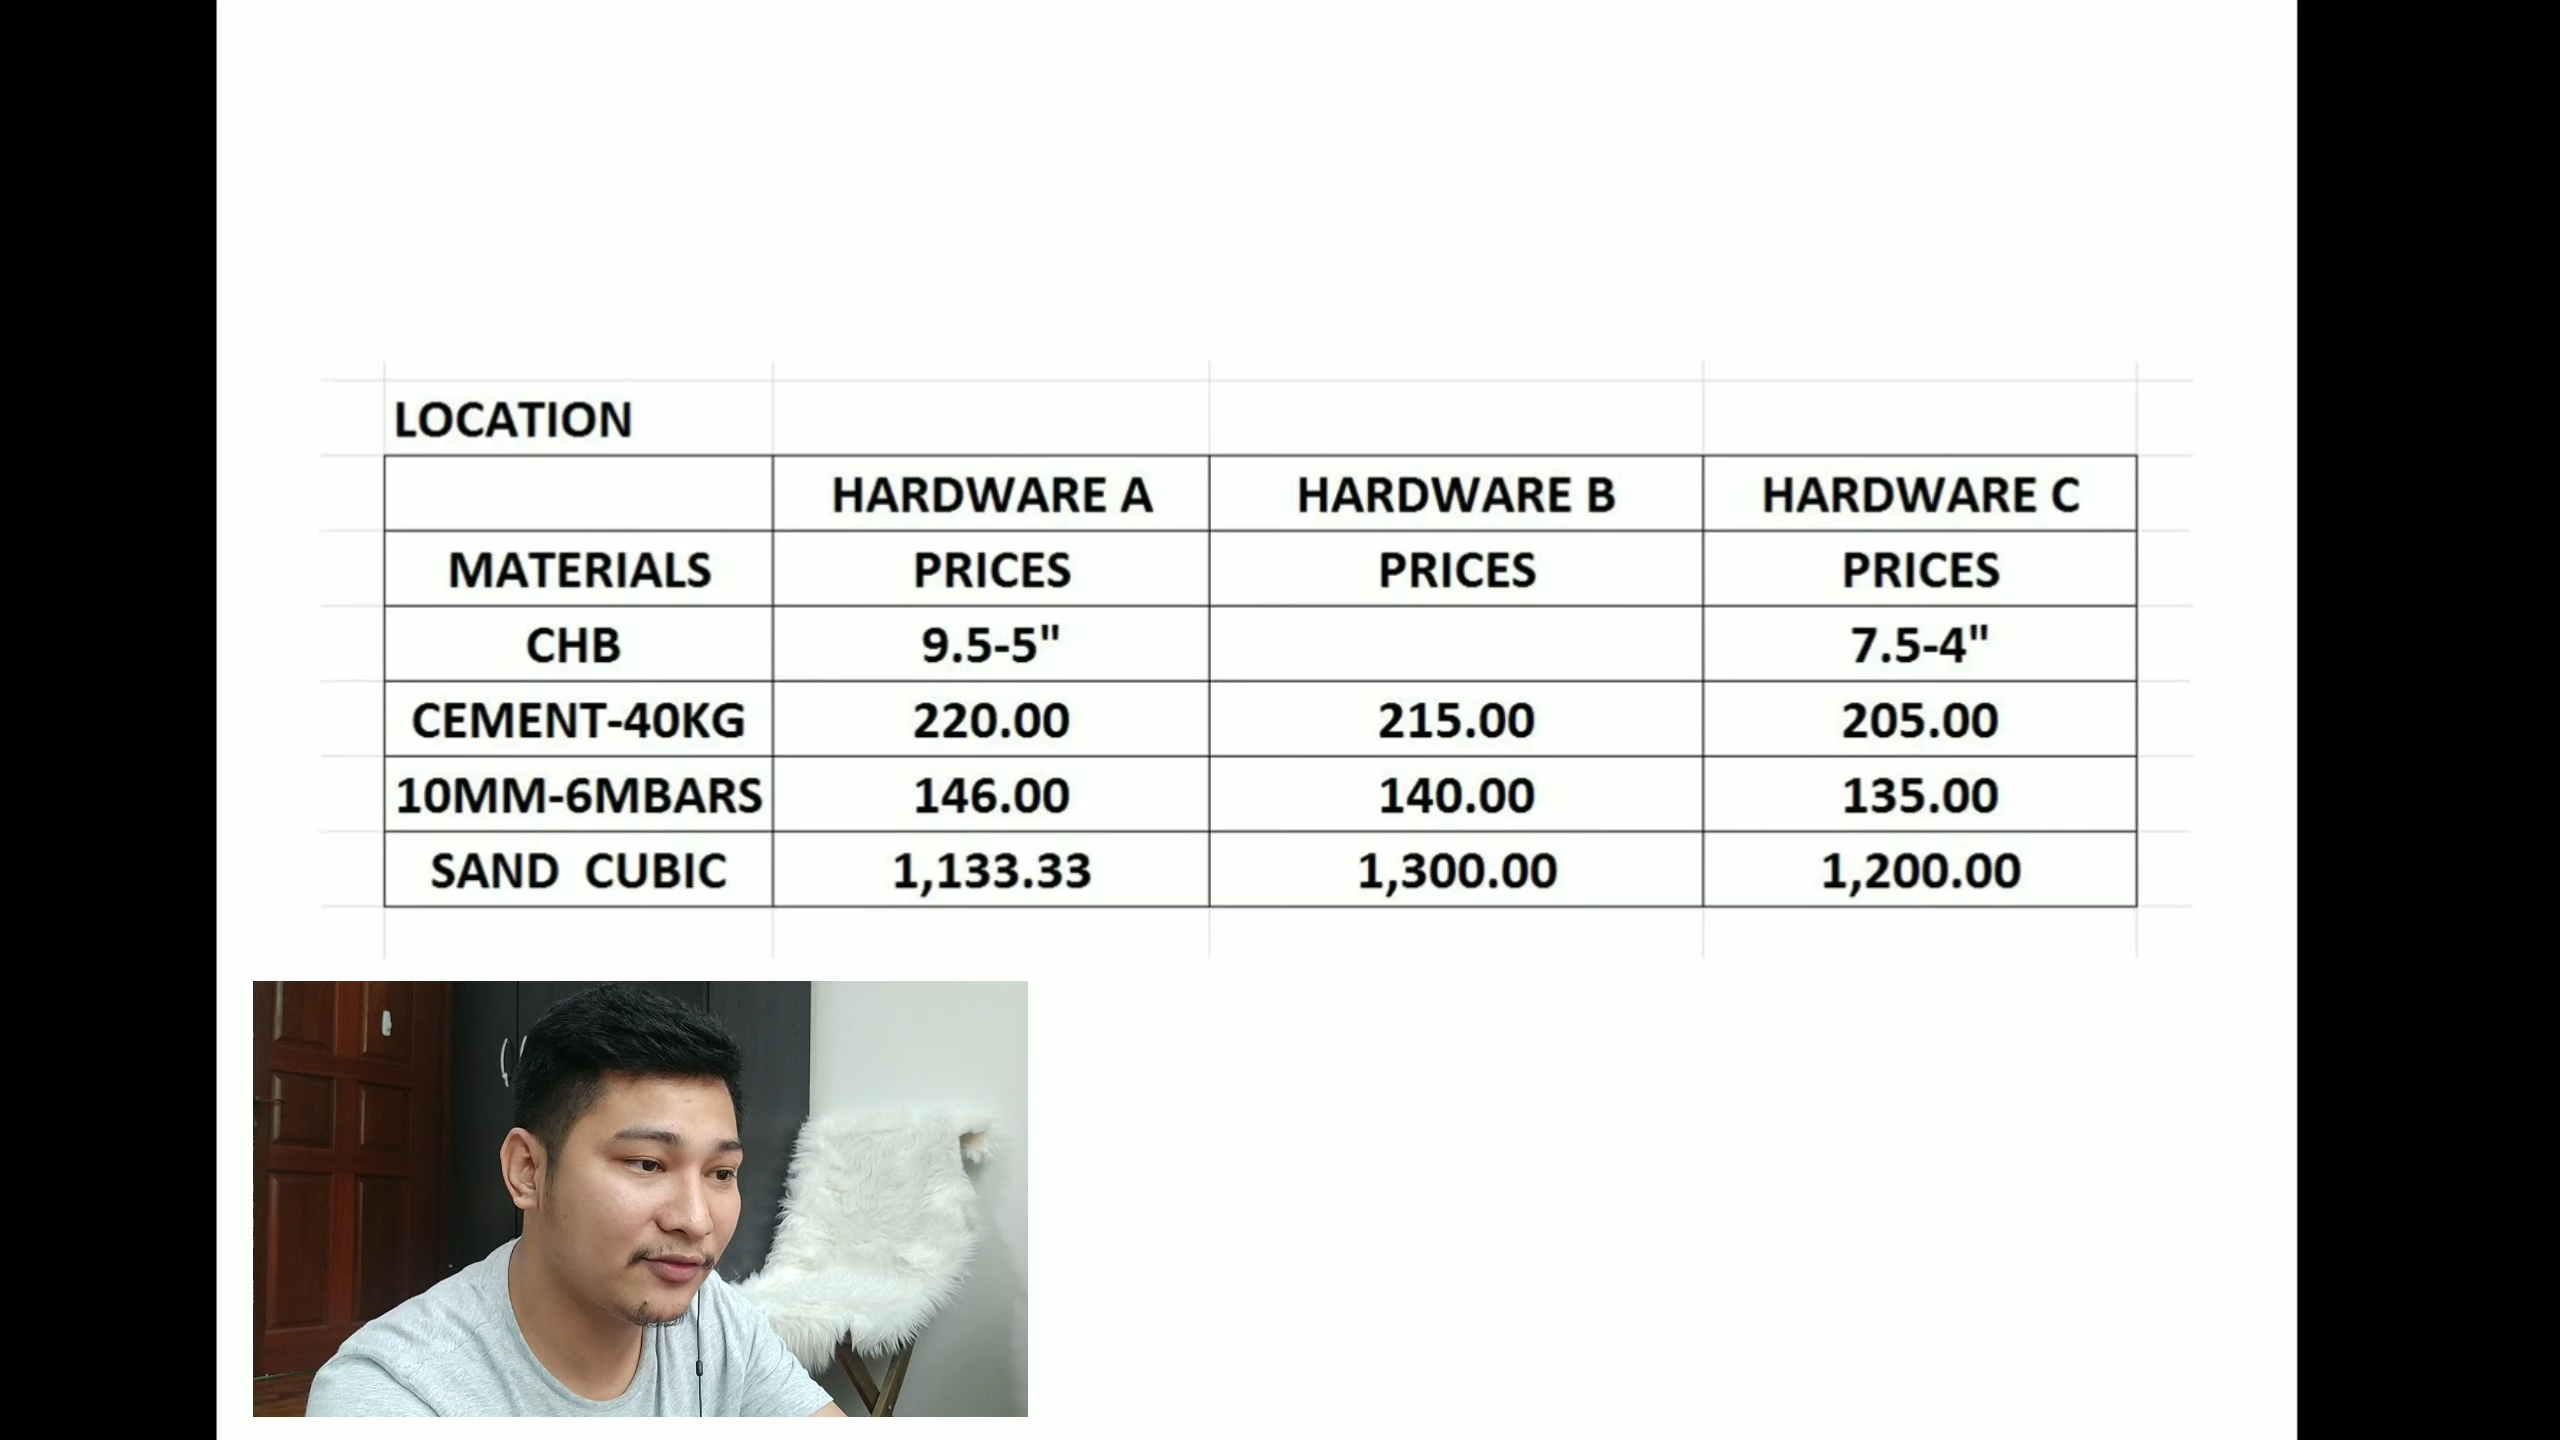 LOCATION
HARDWARE A HARDWARE B HARDWARE C
MATERIALS PRICES PRICES PRICES
CHB 9.5-5" 7.5-4"
CEMENT-40KG 220.00 215.00 205.00
10MM-6MBARS 146.00 140.00 135.00
SAND CUBIC 1,133.33 1,300.00 1,200.00